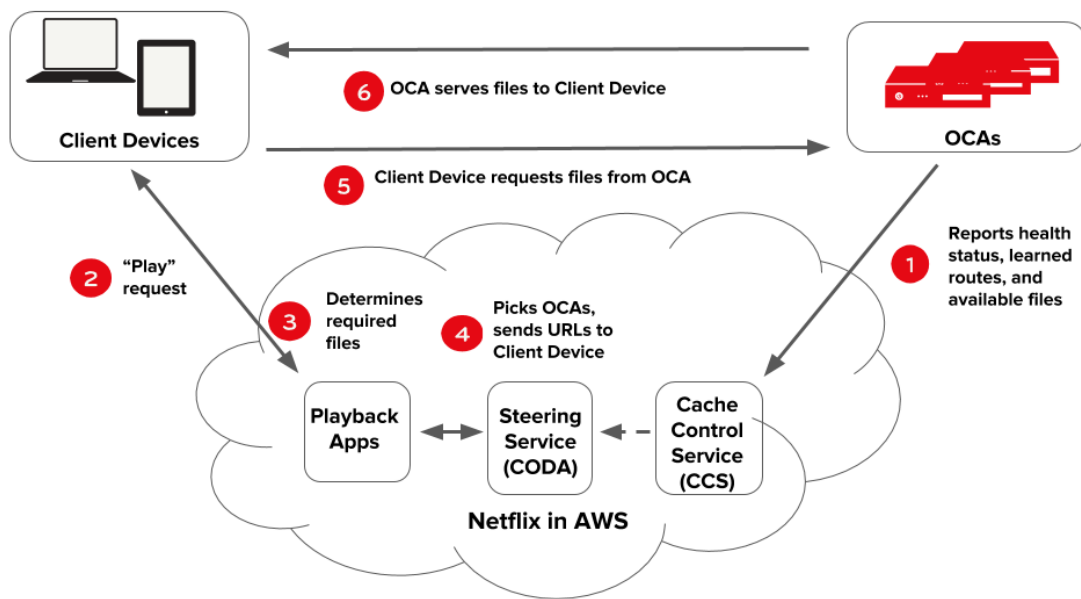 6
OCA serves files to Client Device
Client Devices
OCAs
5
Client Device requests files from OCA
1
Reports health
status, learned
routes, and
available files
2
“Play”
request
3
Determines
required
files
4
Picks OCAs,
sends URLs to
Client Device
Playback
Apps
Steering
Service
(CODA)
Cache
Control
Service
(CCS)
Netflix in AWS